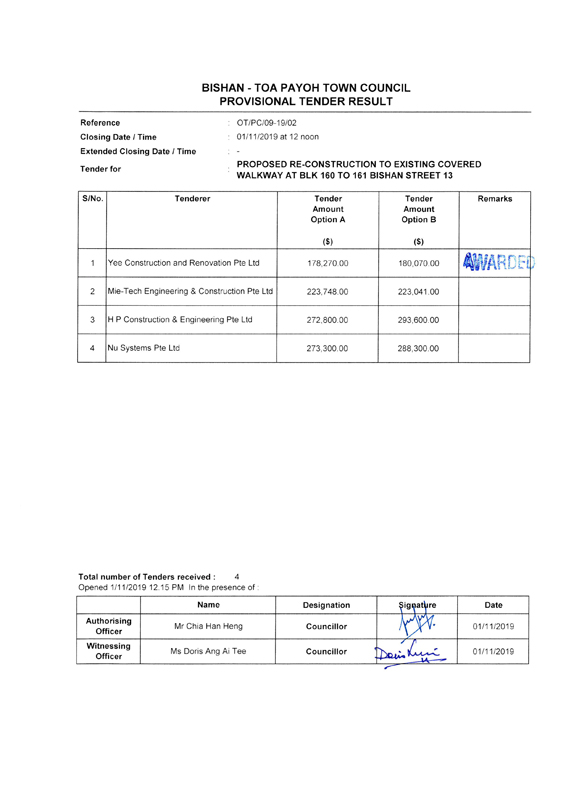 BISHAN - TOA PAYOH TOWN COUNCIL
PROVISIONAL TENDER RESULT
Reference : OT/PC/09-19/02
Closing Date / Time : 01/11/2019 at 12 noon
Extended Closing Date / Time : -
Tender for : PROPOSED RE-CONSTRUCTION TO EXISTING COVERED
WALKWAY AT BLK 160 TO 161 BISHAN STREET 13
S/No. Tenderer Tender Amount Option A ($) Tender Amount Option B ($) Remarks
1 Yee Construction and Renovation Pte Ltd 178,270.00 180,070.00 AWARDED
2 Mie-Tech Engineering & Construction Pte Ltd 223,748.00 223,041.00
3 H P Construction & Engineering Pte Ltd 272,800.00 293,600.00
4 Nu Systems Pte Ltd 273,300.00 288,300.00
Total number of Tenders received : 4
Opened 1/11/2019 12.15 PM In the presence of :
Name Designation Signature Date
Authorising Officer Mr Chia Han Heng Councillor 01/11/2019
Witnessing Officer Ms Doris Ang Ai Tee Councillor Doris 01/11/2019